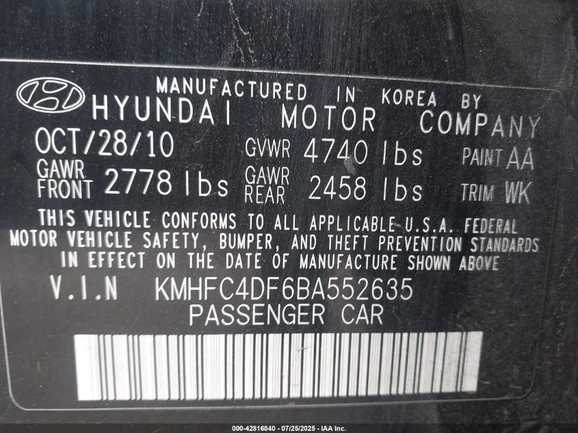 MANUFACTURED IN KOREA BY
HYUNDAI MOTOR COMPANY
OCT/28/10 GVWR 4740 lbs PAINT AA
GAWR FRONT 2778 lbs GAWR REAR 2458 lbs TRIM WK
THIS VEHICLE CONFORMS TO ALL APPLICABLE U.S.A. FEDERAL
MOTOR VEHICLE SAFETY, BUMPER, AND THEFT PREVENTION STANDARDS
IN EFFECT ON THE DATE OF MANUFACTURE SHOWN ABOVE
V.I.N KMHFC4DF6BA552635
PASSENGER CAR
000-42816840 | 07/25/2025 | IAA Inc.